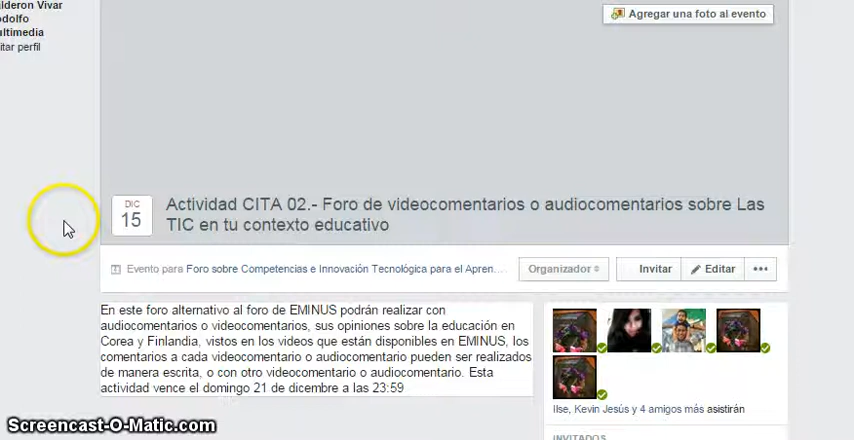 lderon Vivar
odolfo
ultimedia
itar perfil
Agregar una foto al evento
DIC
15
Actividad CITA 02.- Foro de videocomentarios o audiocomentarios sobre Las
TIC en tu contexto educativo
Evento para Foro sobre Competencias e Innovación Tecnológica para el Apren...
Organizador
Invitar
Editar
En este foro alternativo al foro de EMINUS podrán realizar con
audiocomentarios o videocomentarios, sus opiniones sobre la educación en
Corea y Finlandia, vistos en los videos que están disponibles en EMINUS, los
comentarios a cada videocomentario o audiocomentario pueden ser realizados
de manera escrita, o con otro videocomentario o audiocomentario. Esta
actividad vence el domingo 21 de diciembre a las 23:59
Ilse, Kevin Jesús y 4 amigos más asistirán
INVITADOS
Screencast-O-Matic.com